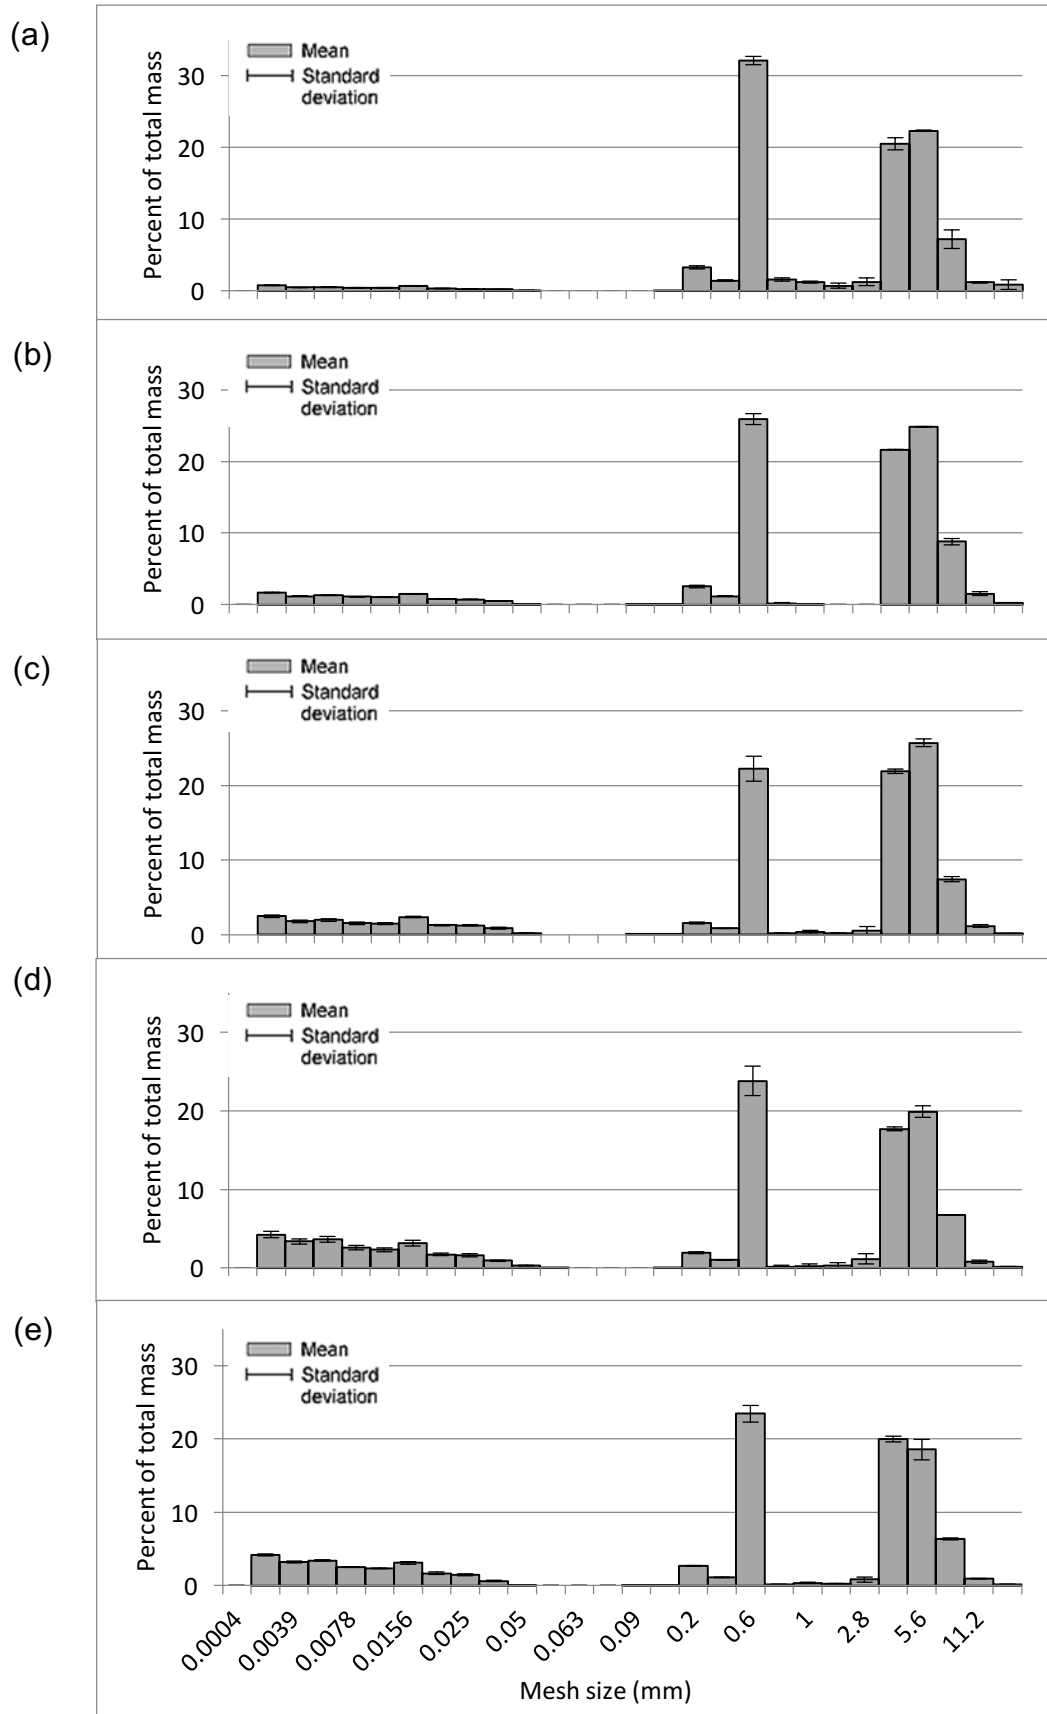 (a)
Percent of total mass
Mean
Standard
deviation
30
20
10
0
(b)
Percent of total mass
Mean
Standard
deviation
30
20
10
0
(c)
Percent of total mass
Mean
Standard
deviation
30
20
10
0
(d)
Percent of total mass
Mean
Standard
deviation
30
20
10
0
(e)
Percent of total mass
Mean
Standard
deviation
30
20
10
0
0.0004 0.0039 0.0078 0.0156 0.025 0.05 0.063 0.09 0.2 0.6 1 2.8 5.6 11.2
Mesh size (mm)